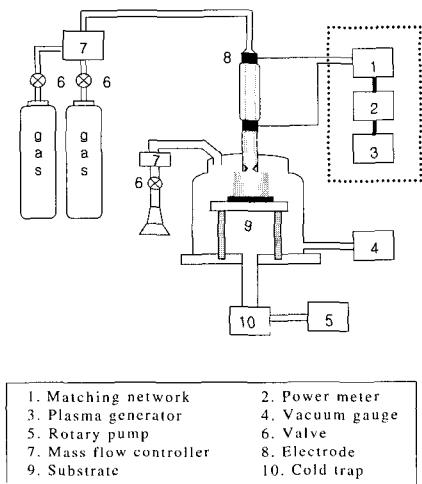 7
6
6
gas
gas
8
1
2
3
7
6
9
4
10
5
1. Matching network 2. Power meter
3. Plasma generator 4. Vacuum gauge
5. Rotary pump 6. Valve
7. Mass flow controller 8. Electrode
9. Substrate 10. Cold trap